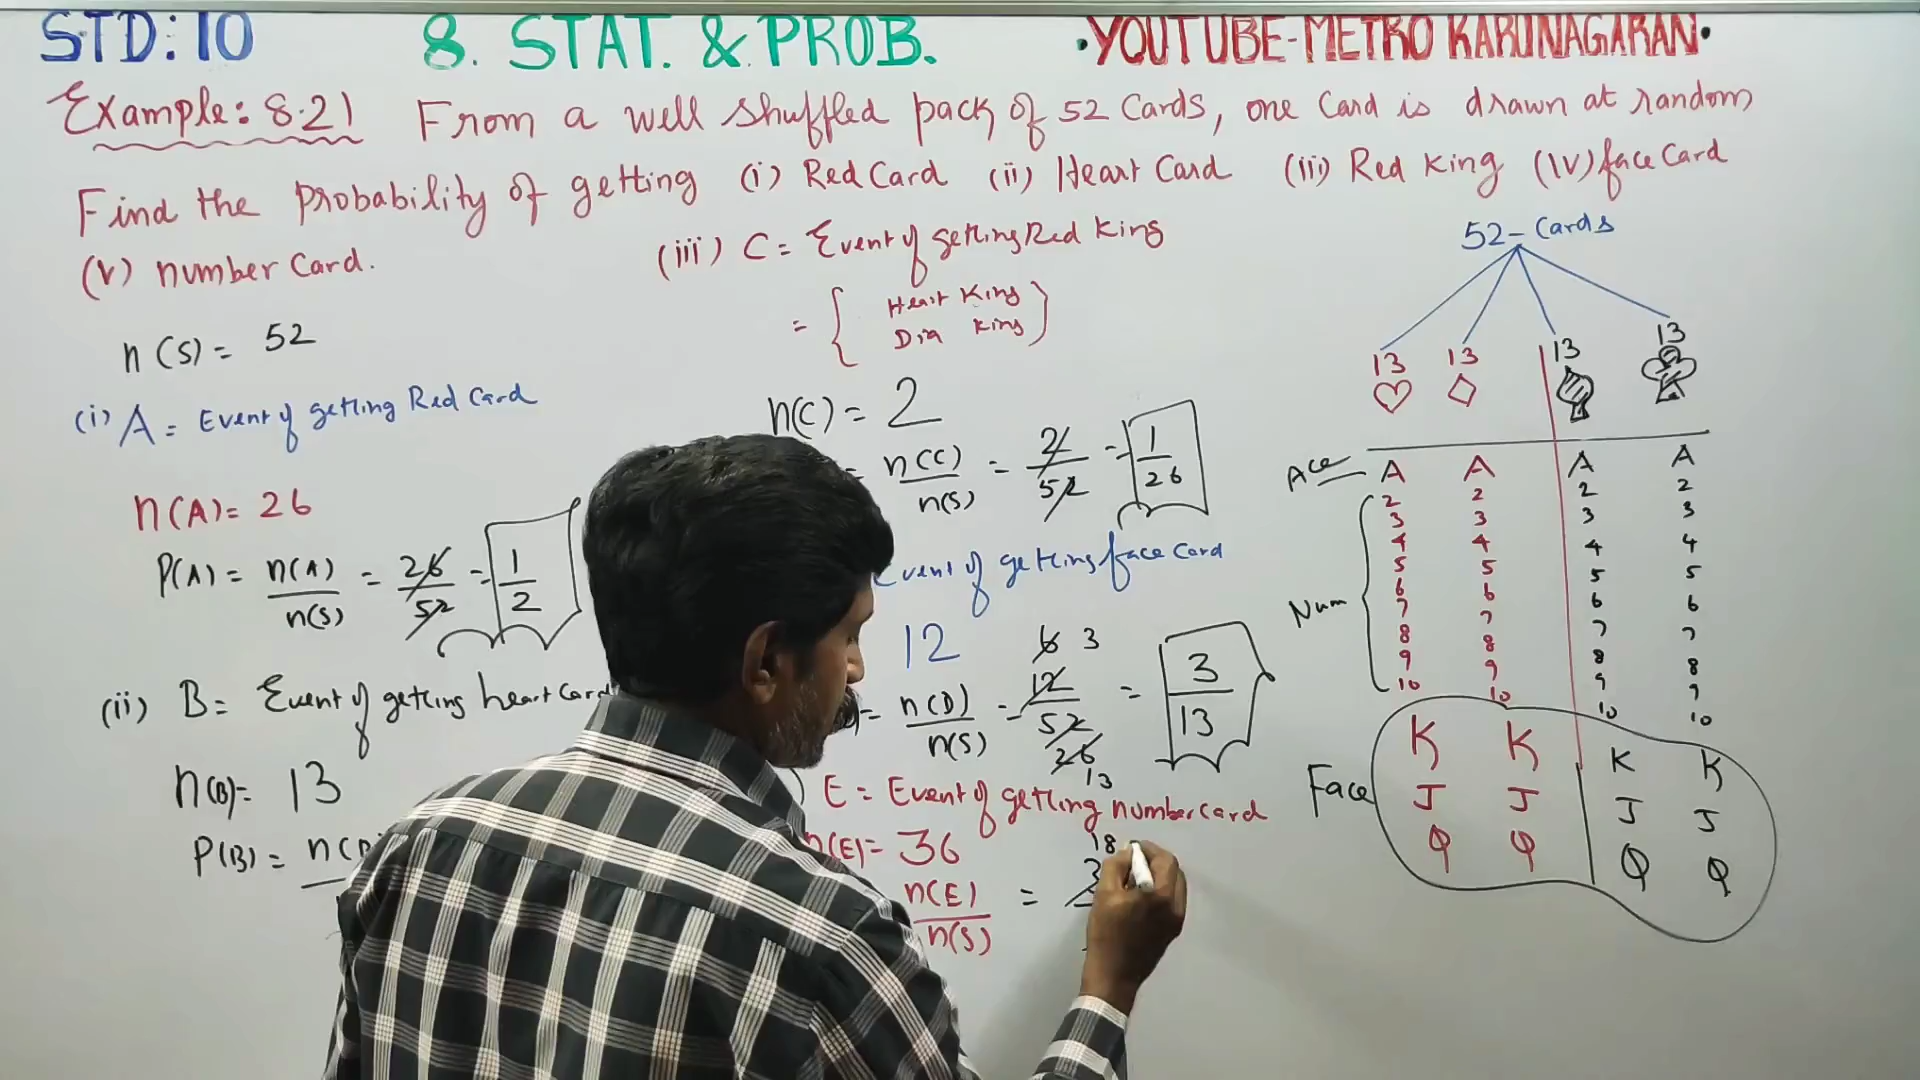 STD: 10 8. STAT. & PROB. • YOUTUBE-METRO KARUNAGARAN •
Example: 8.21 From a well shuffled pack of 52 Cards, one Card is drawn at random
Find the Probability of getting (i) Red Card (ii) Heart Card (iii) Red King (iv) face Card
(v) number Card.
n(S) = 52
(i) A = Event of getting Red Card
n(A) = 26
P(A) = n(A)/n(S) = 26/52 = 1/2
(ii) B = Event of getting heart Card
n(B) = 13
P(B) =
(iii) C = Event of getting Red King
= { Heart King
Dia King }
n(C) = 2
n(C)/n(S) = 2/52 = 1/26
Event of getting face Card
12
6 3
= n(D)/n(S) = 12/52 = 3/13
26
13
E = Event of getting number card
n(E) = 36
18
n(E)/n(S) =
52 - Cards
13 13 13 13
♡ ♢ ♠ ♣
Ace A A A A
2 2 2 2
3 3 3 3
4 4 4 4
5 5 5 5
6 6 6 6
Num 7 7 7 7
8 8 8 8
9 9 9 9
10 10 10 10
K K K K
Face J J J J
Q Q Q Q